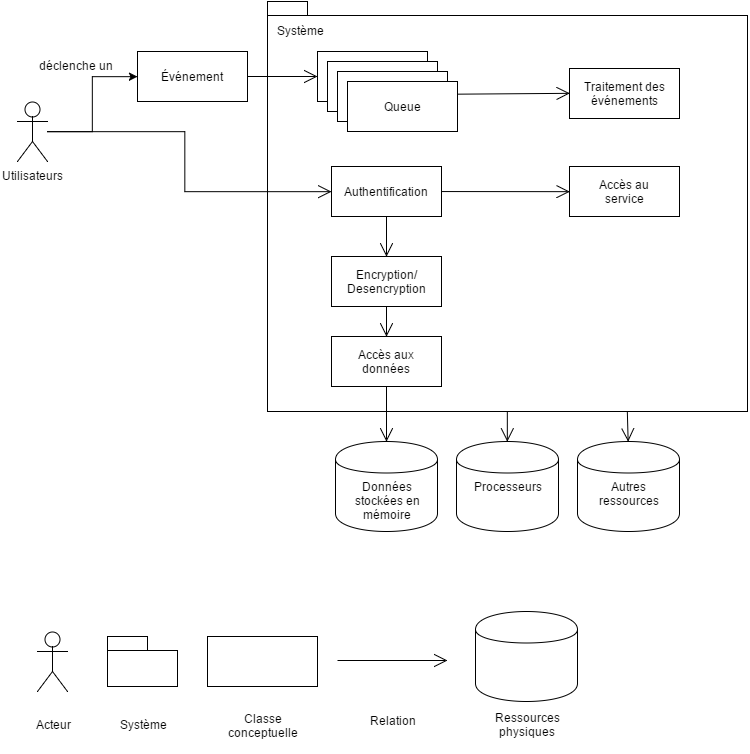 Système
déclenche un
Événement
Queue
Traitement des
événements
Utilisateurs
Authentification
Accès au
service
Encryption/
Desencryption
Accès aux
données
Données
stockées en
mémoire
Processeurs
Autres
ressources
Acteur
Système
Classe
conceptuelle
Relation
Ressources
physiques